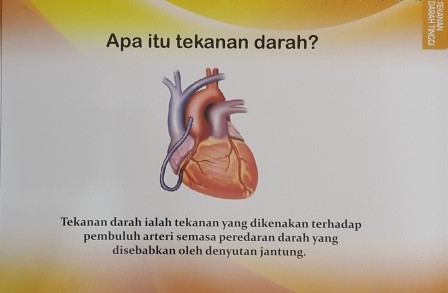 TEKANAN
DARAH TINGGI
Apa itu tekanan darah?
Tekanan darah ialah tekanan yang dikenakan terhadap
pembuluh arteri semasa peredaran darah yang
disebabkan oleh denyutan jantung.